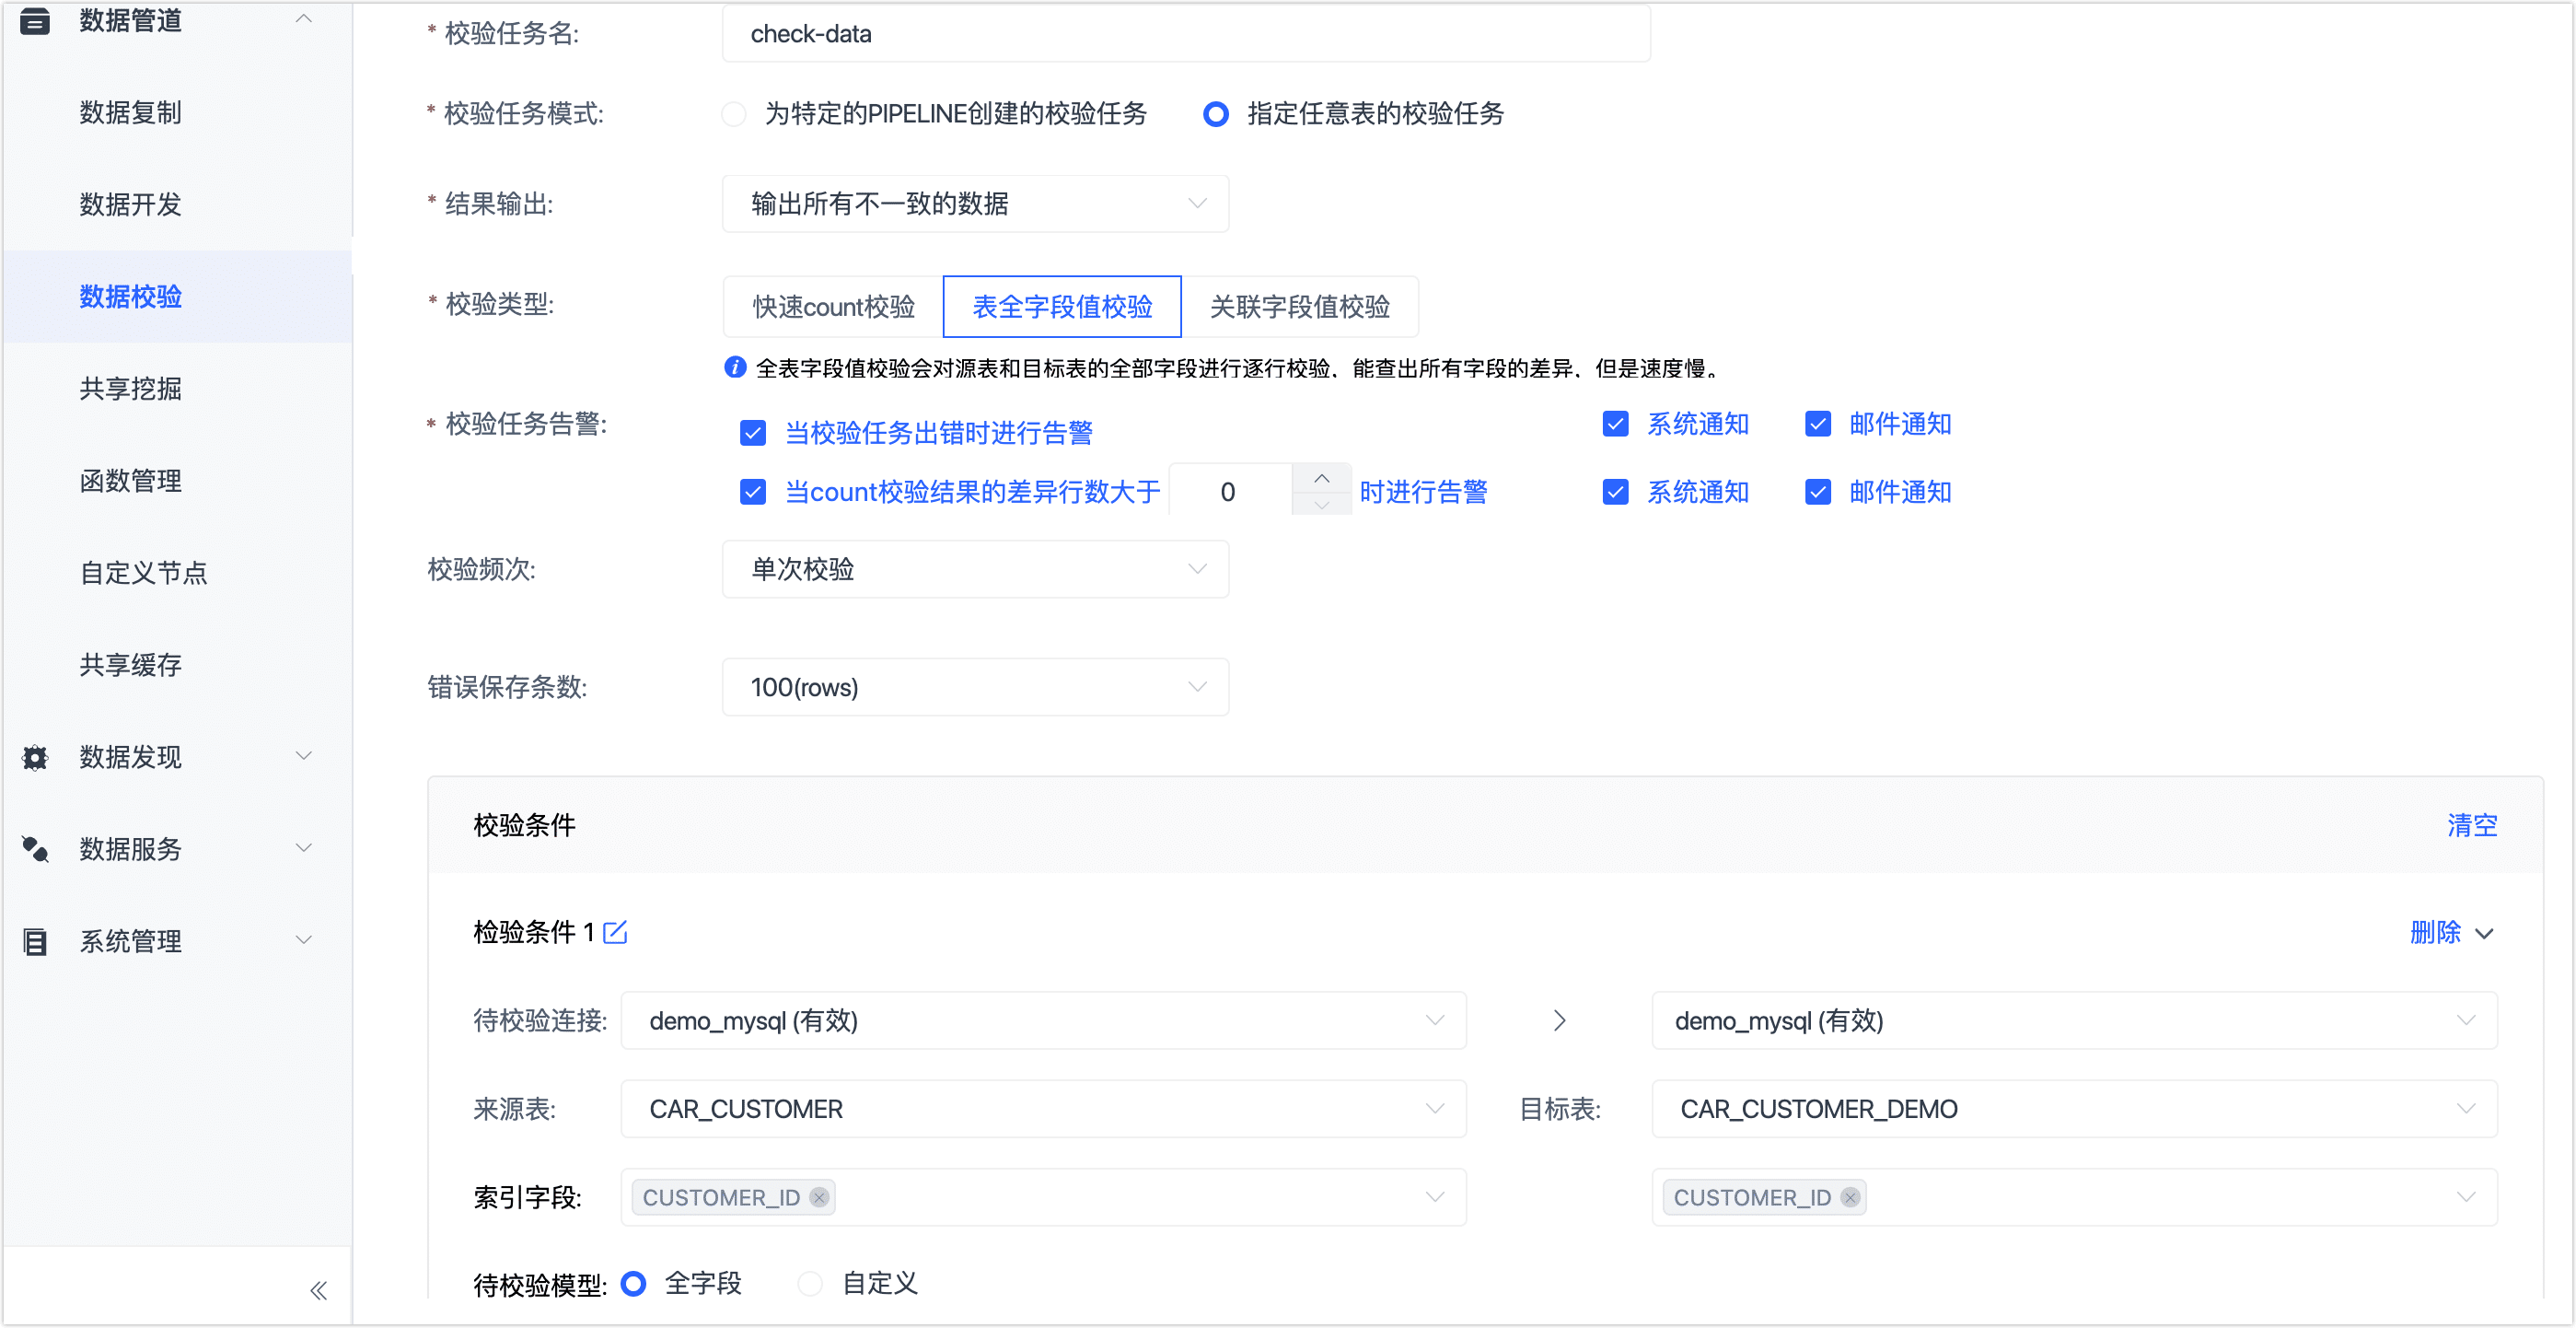 数据管道
数据复制
数据开发
数据校验
共享挖掘
函数管理
自定义节点
共享缓存
数据发现
数据服务
系统管理
* 校验任务名: check-data
* 校验任务模式: 为特定的PIPELINE创建的校验任务 指定任意表的校验任务
* 结果输出: 输出所有不一致的数据
* 校验类型: 快速count校验 表全字段值校验 关联字段值校验
全表字段值校验会对源表和目标表的全部字段进行逐行校验，能查出所有字段的差异，但是速度慢。
* 校验任务告警: 当校验任务出错时进行告警 系统通知 邮件通知
当count校验结果的差异行数大于 0 时进行告警 系统通知 邮件通知
校验频次: 单次校验
错误保存条数: 100(rows)
校验条件 清空
检验条件 1 删除
待校验连接: demo_mysql (有效) demo_mysql (有效)
来源表: CAR_CUSTOMER 目标表: CAR_CUSTOMER_DEMO
索引字段: CUSTOMER_ID CUSTOMER_ID
待校验模型: 全字段 自定义